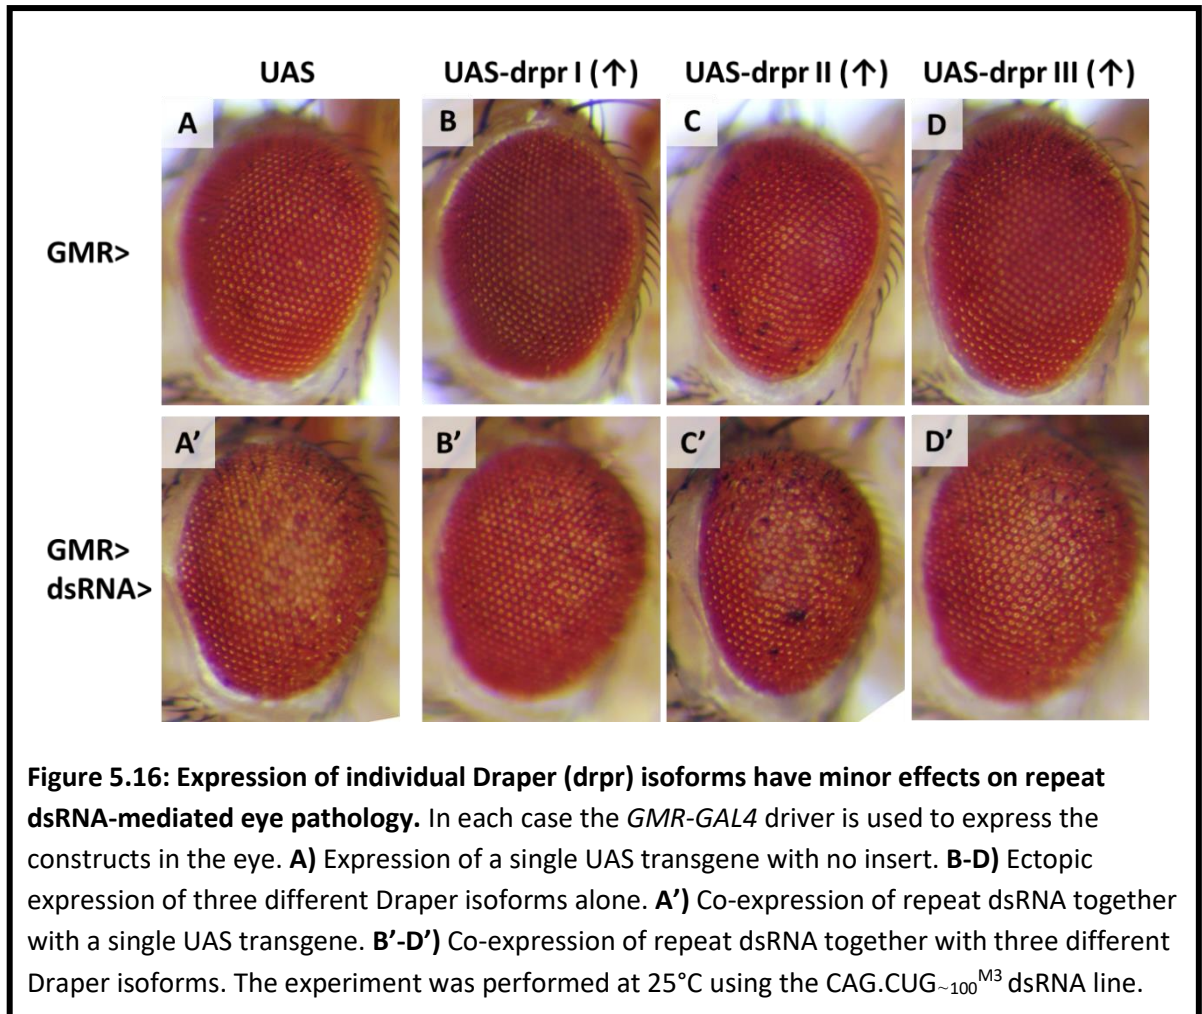 UAS UAS-drpr I (↑) UAS-drpr II (↑) UAS-drpr III (↑)
A B C D
GMR>
A’ B’ C’ D’
GMR>
dsRNA>
Figure 5.16: Expression of individual Draper (drpr) isoforms have minor effects on repeat
dsRNA-mediated eye pathology. In each case the GMR-GAL4 driver is used to express the
constructs in the eye. A) Expression of a single UAS transgene with no insert. B-D) Ectopic
expression of three different Draper isoforms alone. A’) Co-expression of repeat dsRNA together
with a single UAS transgene. B’-D’) Co-expression of repeat dsRNA together with three different
Draper isoforms. The experiment was performed at 25°C using the CAG.CUG~100M3 dsRNA line.